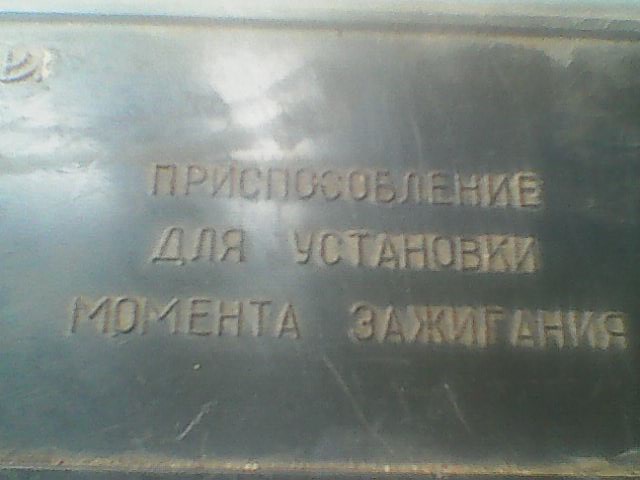 ПРИСПОСОБЛЕНИЕ
ДЛЯ УСТАНОВКИ
МОМЕНТА ЗАЖИГАНИЯ